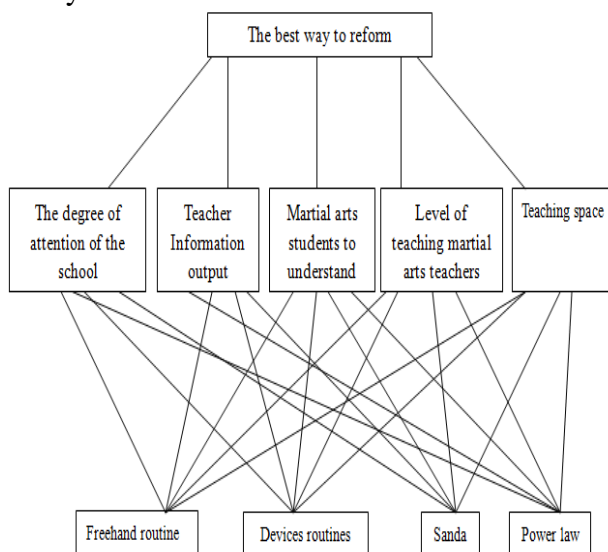 The best way to reform
The degree of
attention of the
school
Teacher
Information
output
Martial arts
students to
understand
Level of
teaching martial
arts teachers
Teaching space
Freehand routine
Devices routines
Sanda
Power law